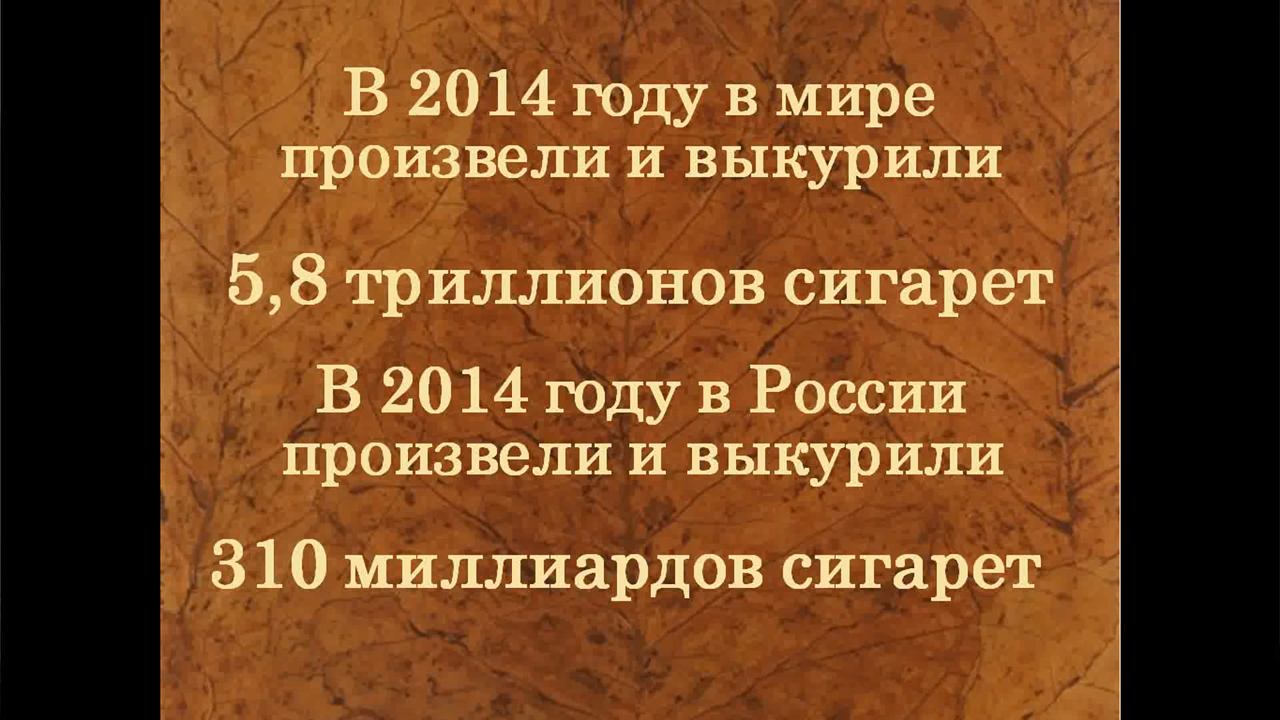 В 2014 году в мире
произвели и выкурили
5,8 триллионов сигарет
В 2014 году в России
произвели и выкурили
310 миллиардов сигарет